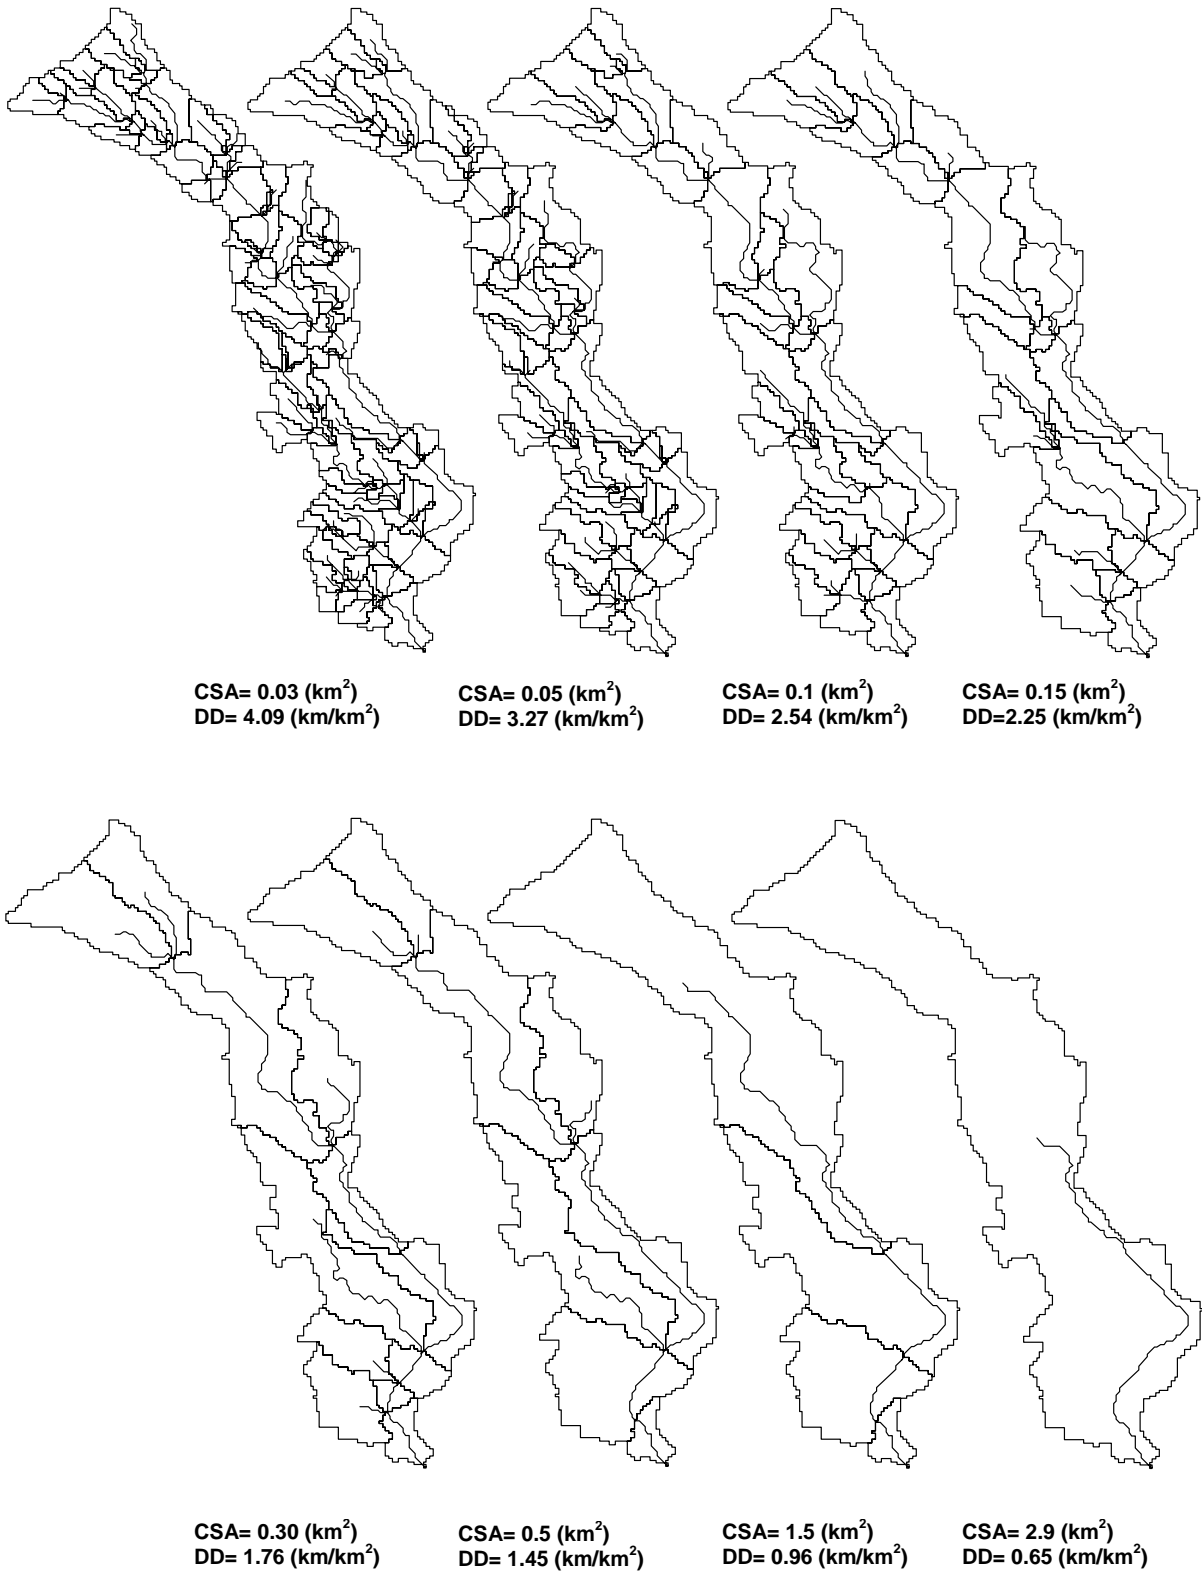 CSA= 0.03 (km²)
DD= 4.09 (km/km²)
CSA= 0.05 (km²)
DD= 3.27 (km/km²)
CSA= 0.1 (km²)
DD= 2.54 (km/km²)
CSA= 0.15 (km²)
DD=2.25 (km/km²)
CSA= 0.30 (km²)
DD= 1.76 (km/km²)
CSA= 0.5 (km²)
DD= 1.45 (km/km²)
CSA= 1.5 (km²)
DD= 0.96 (km/km²)
CSA= 2.9 (km²)
DD= 0.65 (km/km²)